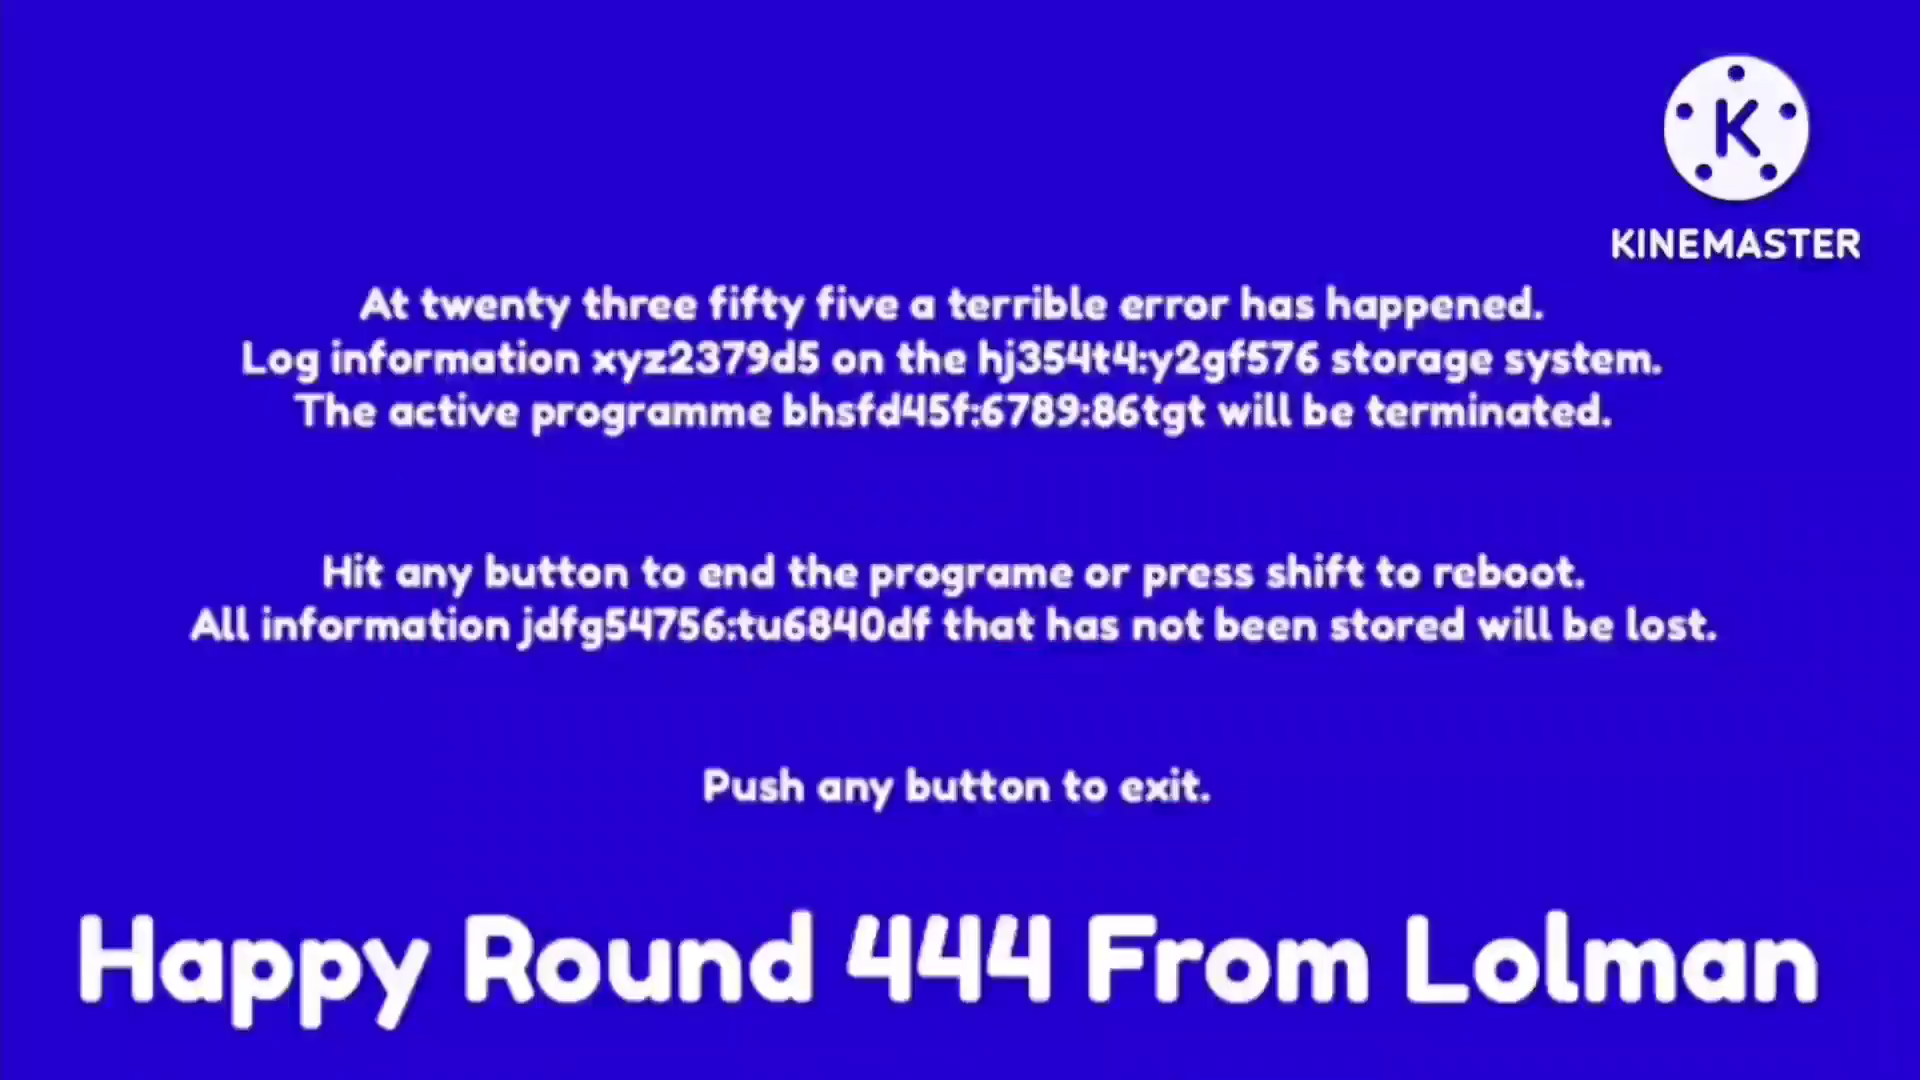 K
KINEMASTER
At twenty three fifty five a terrible error has happened.
Log information xyz2379d5 on the hj354t4:y2gf576 storage system.
The active programme bhsfd45f:6789:86tgt will be terminated.
Hit any button to end the programe or press shift to reboot.
All information jdfg54756:tu6840df that has not been stored will be lost.
Push any button to exit.
Happy Round 444 From Lolman